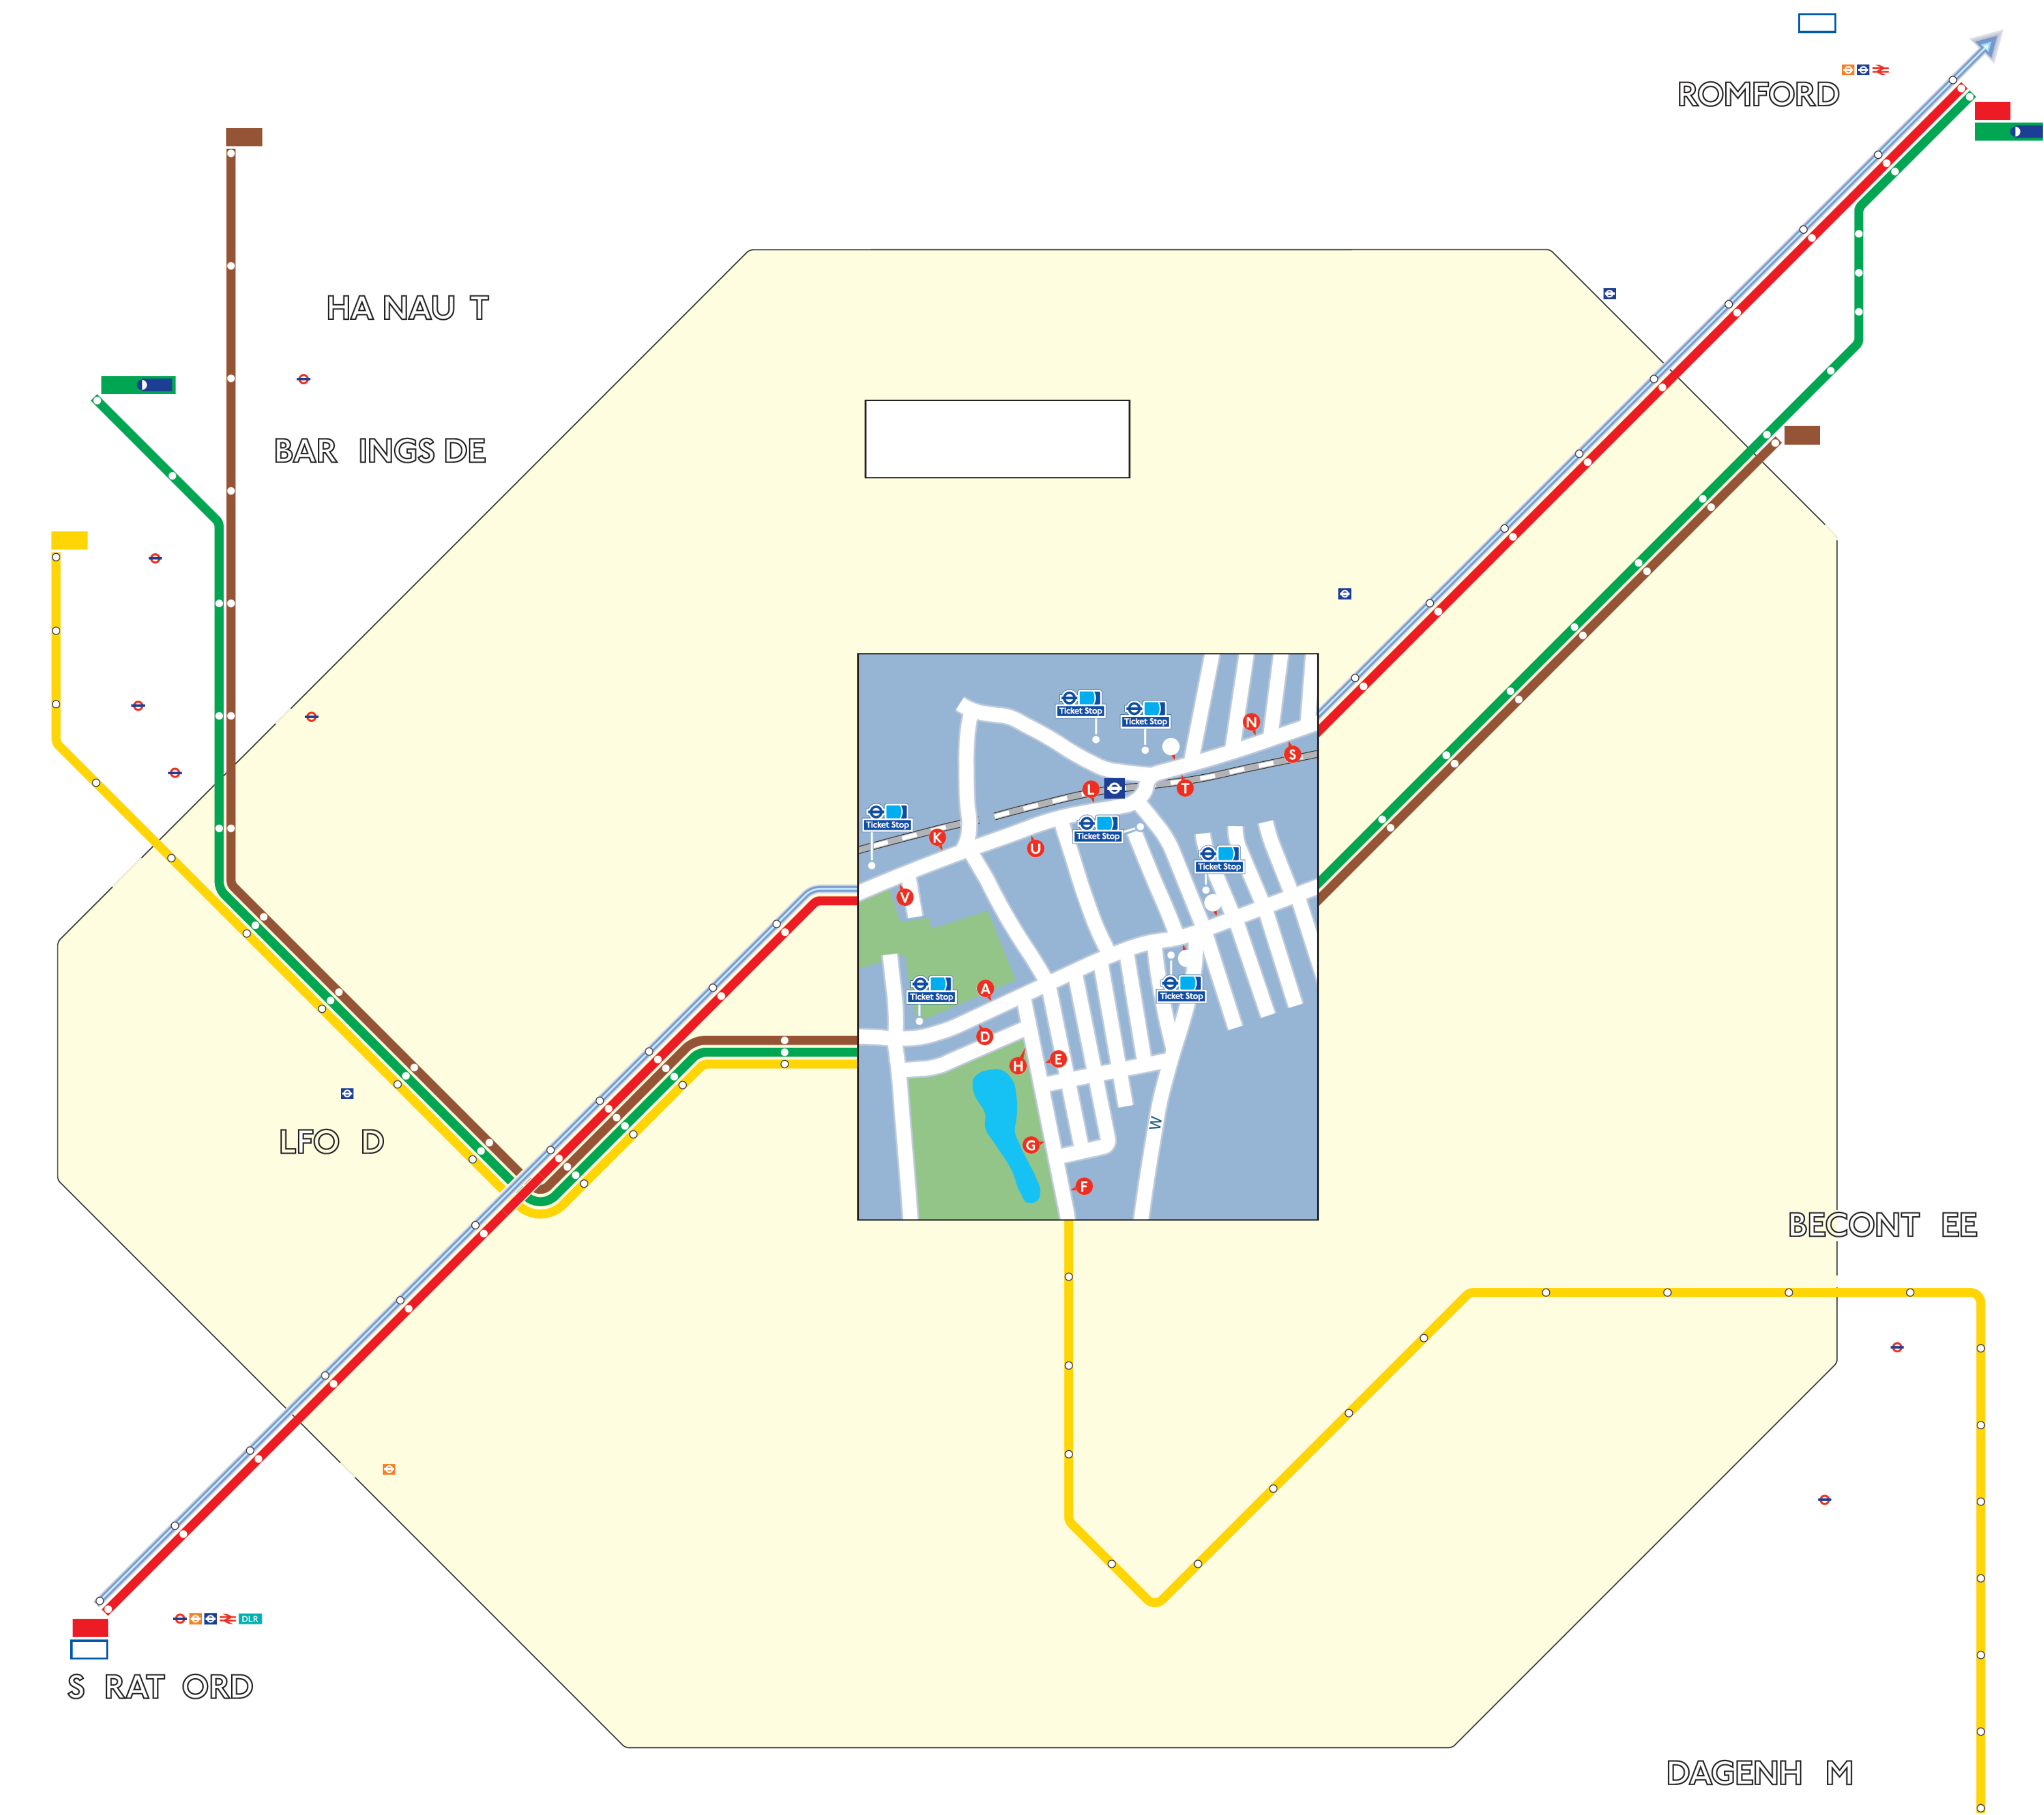 ROMFORD
HA NAU T
BAR INGS DE
Ticket Stop
Ticket Stop
N
S
L
T
Ticket Stop
K
Ticket Stop
U
Ticket Stop
V
A
Ticket Stop
Ticket Stop
D
H
E
W
G
F
LFO D
BECONT EE
DLR
S RAT ORD
DAGENH M